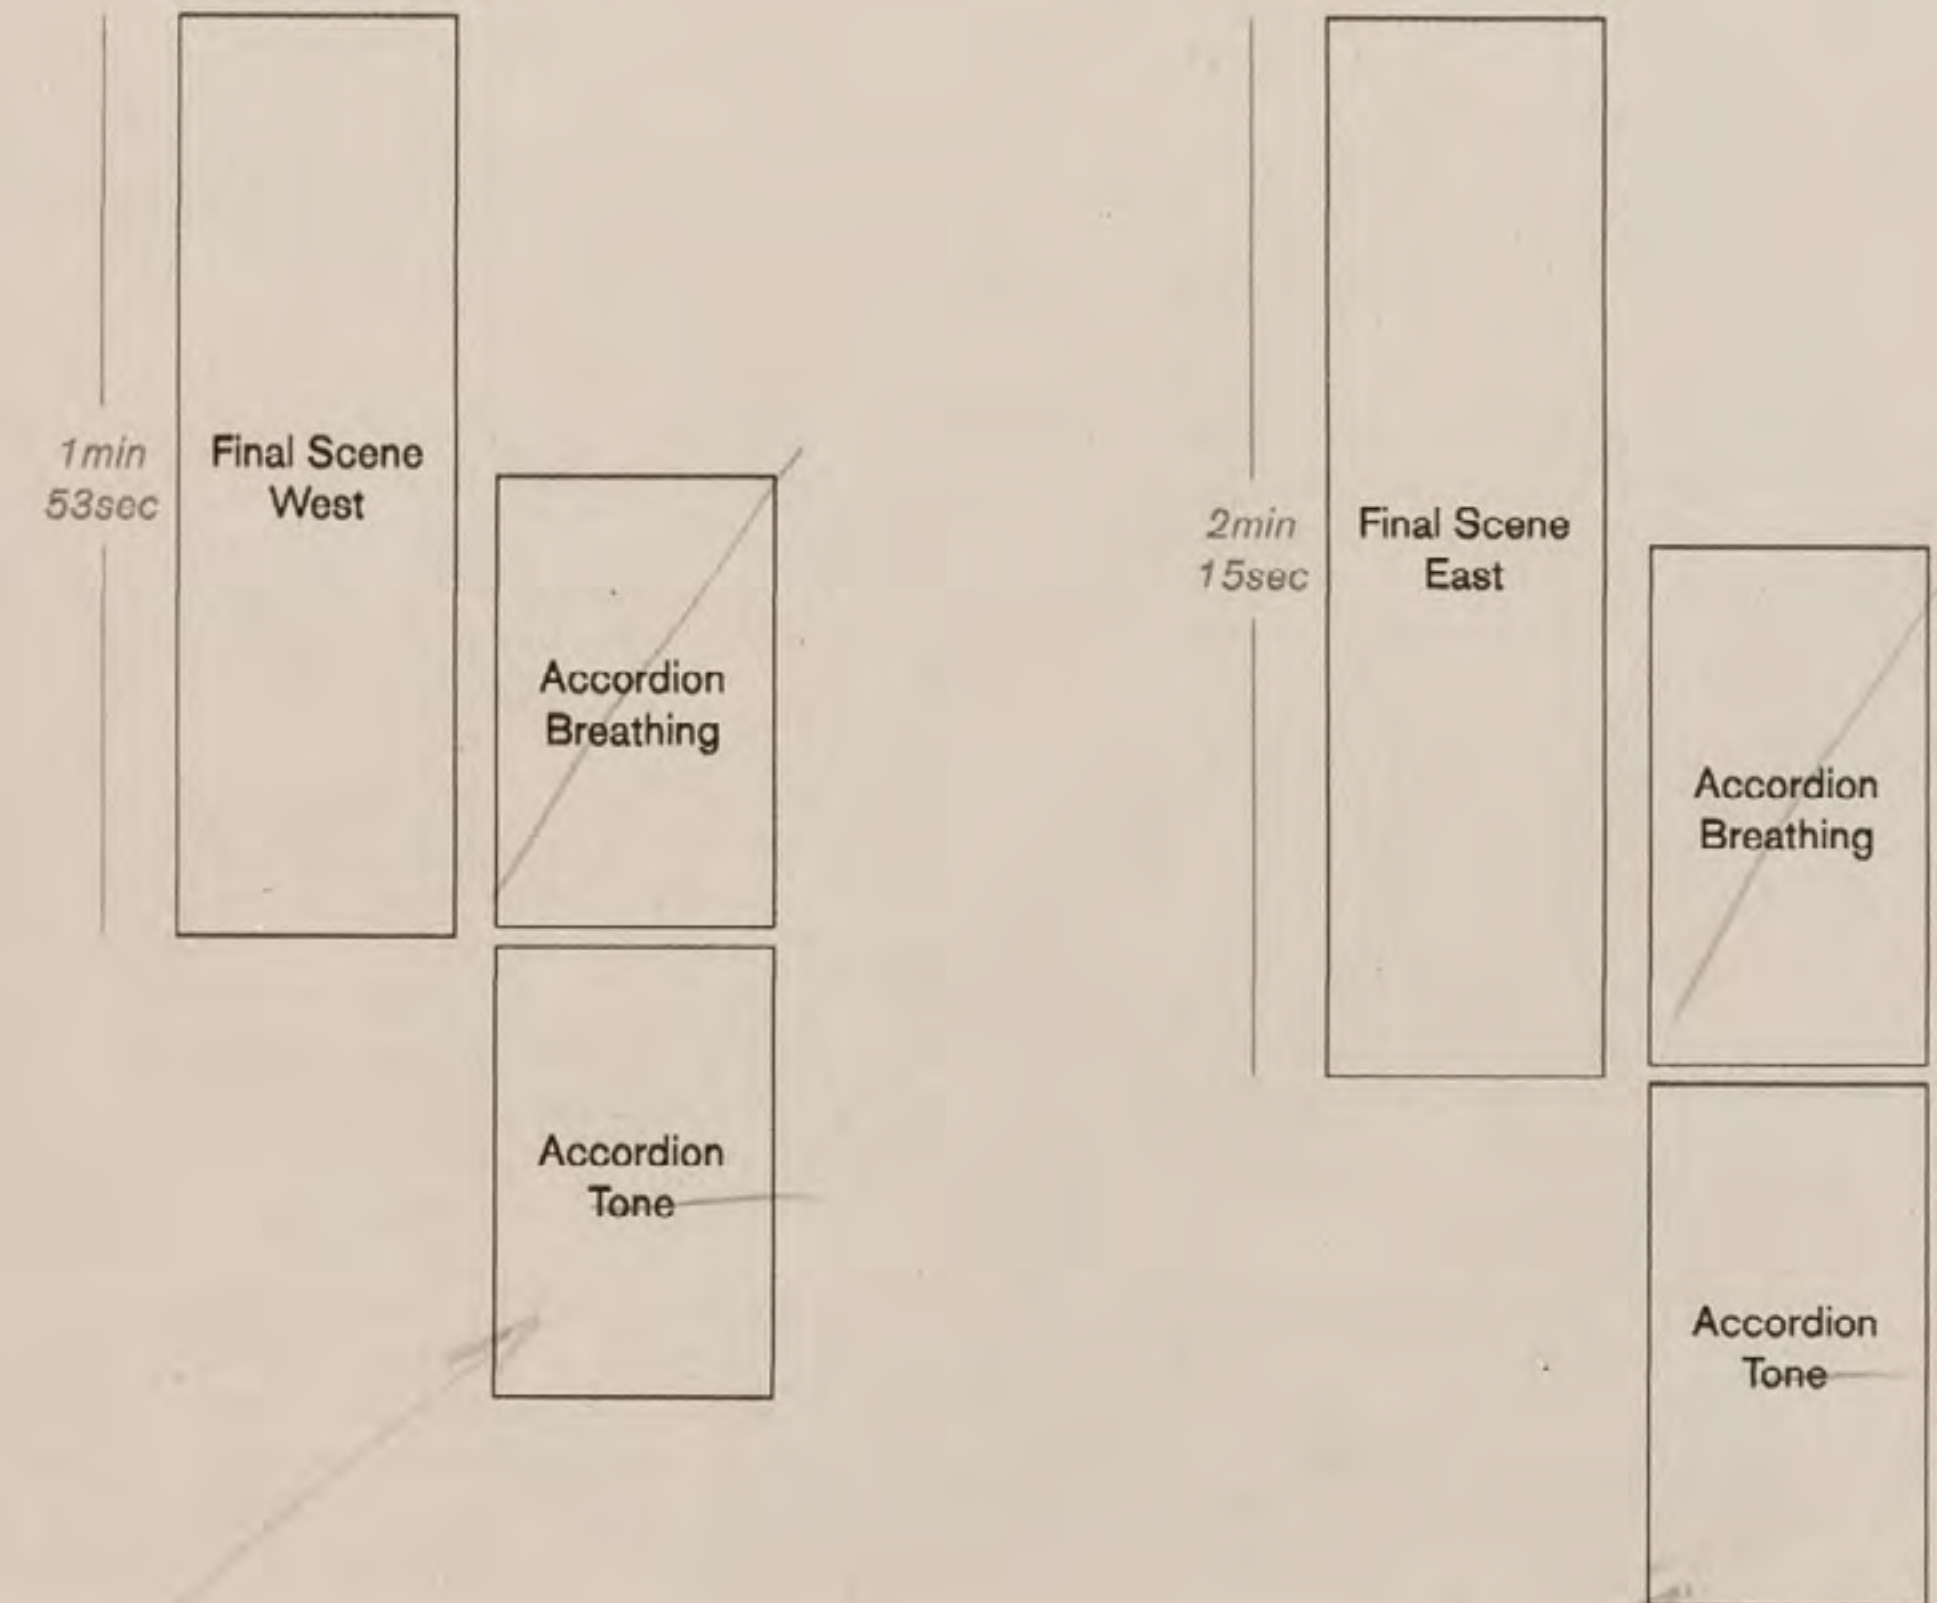 1min
53sec
Final Scene
West
Accordion
Breathing
Accordion
Tone
2min
15sec
Final Scene
East
Accordion
Breathing
Accordion
Tone